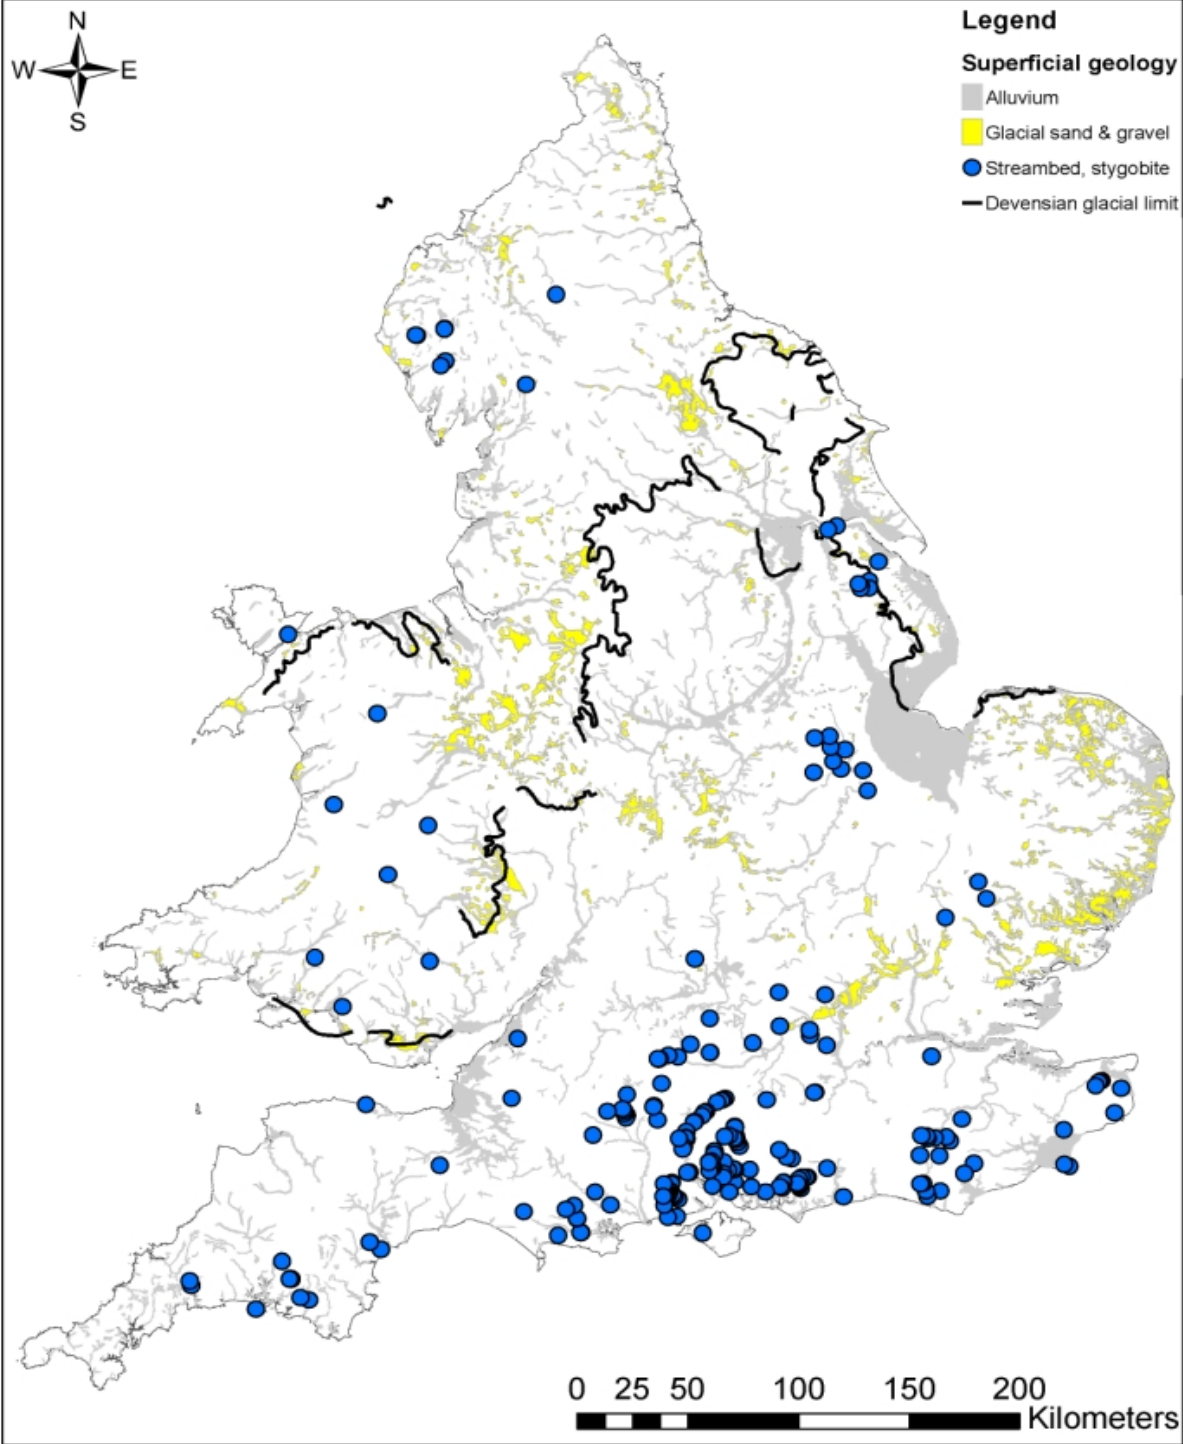 N
W E
S
Legend
Superficial geology
Alluvium
Glacial sand & gravel
Streambed, stygobite
Devensian glacial limit
0 25 50 100 150 200
Kilometers